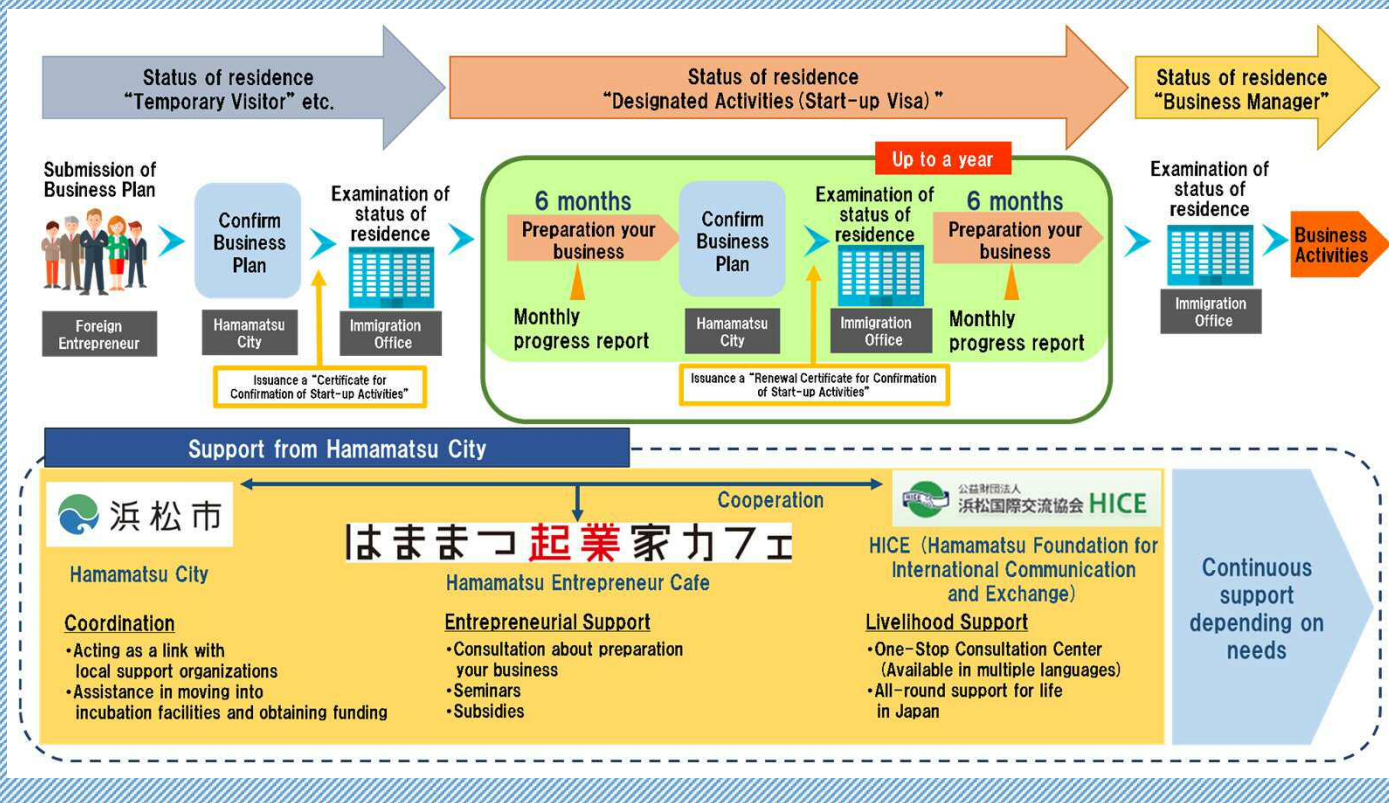 Status of residence
“Temporary Visitor” etc.
Status of residence
“Designated Activities (Start-up Visa)”
Status of residence
“Business Manager”
Submission of
Business Plan
Foreign
Entrepreneur
Confirm
Business
Plan
Hamamatsu
City
Issuance a “Certificate for
Confirmation of Start-up Activities”
Examination of
status of
residence
Immigration
Office
Up to a year
6 months
Preparation your
business
Monthly
progress report
Confirm
Business
Plan
Hamamatsu
City
Issuance a “Renewal Certificate for Confirmation
of Start-up Activities”
Examination of
status of
residence
Immigration
Office
6 months
Preparation your
business
Monthly
progress report
Examination of
status of
residence
Immigration
Office
Business
Activities
Support from Hamamatsu City
Cooperation
浜松市
Hamamatsu City
Coordination
・Acting as a link with
local support organizations
・Assistance in moving into
incubation facilities and obtaining funding
はままつ起業家カフェ
Hamamatsu Entrepreneur Cafe
Entrepreneurial Support
・Consultation about preparation
your business
・Seminars
・Subsidies
HICE
公益財団法人
浜松国際交流協会 HICE
HICE (Hamamatsu Foundation for
International Communication
and Exchange)
Livelihood Support
・One-Stop Consultation Center
(Available in multiple languages)
・All-round support for life
in Japan
Continuous
support
depending on
needs